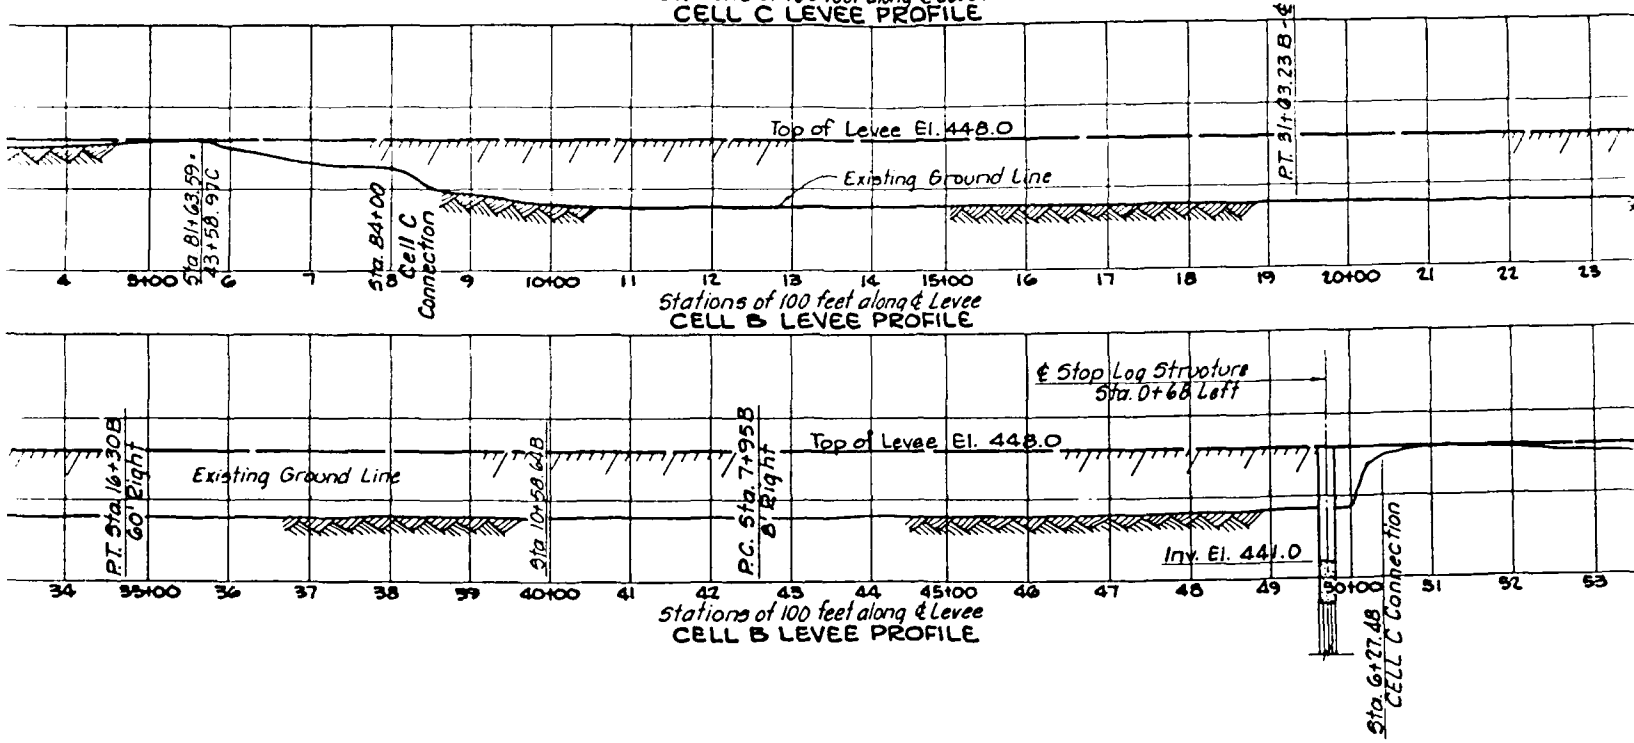 CELL C LEVEE PROFILE
P.T. 31+03.23 B - ℄
Top of Levee El. 448.0
Existing Ground Line
Sta 81+63.59 =
43+58.97C
Sta. 84+00
Cell C
Connection
4 5+00 6 7 8 9 10+00 11 12 13 14 15+00 16 17 18 19 20+00 21 22 23
Stations of 100 feet along ℄ Levee
CELL B LEVEE PROFILE
℄ Stop Log Structure
Sta. 0+68 Left
P.T. Sta. 16+30B
60' Right
Existing Ground Line
Sta 10+58.64B
P.C. Sta. 7+95B
8' Right
Top of Levee El. 448.0
Inv. El. 441.0
34 35+00 36 37 38 39 40+00 41 42 43 44 45+00 46 47 48 49 50+00 51 52 53
Stations of 100 feet along ℄ Levee
CELL B LEVEE PROFILE
Sta. 6+27.48
CELL C Connection